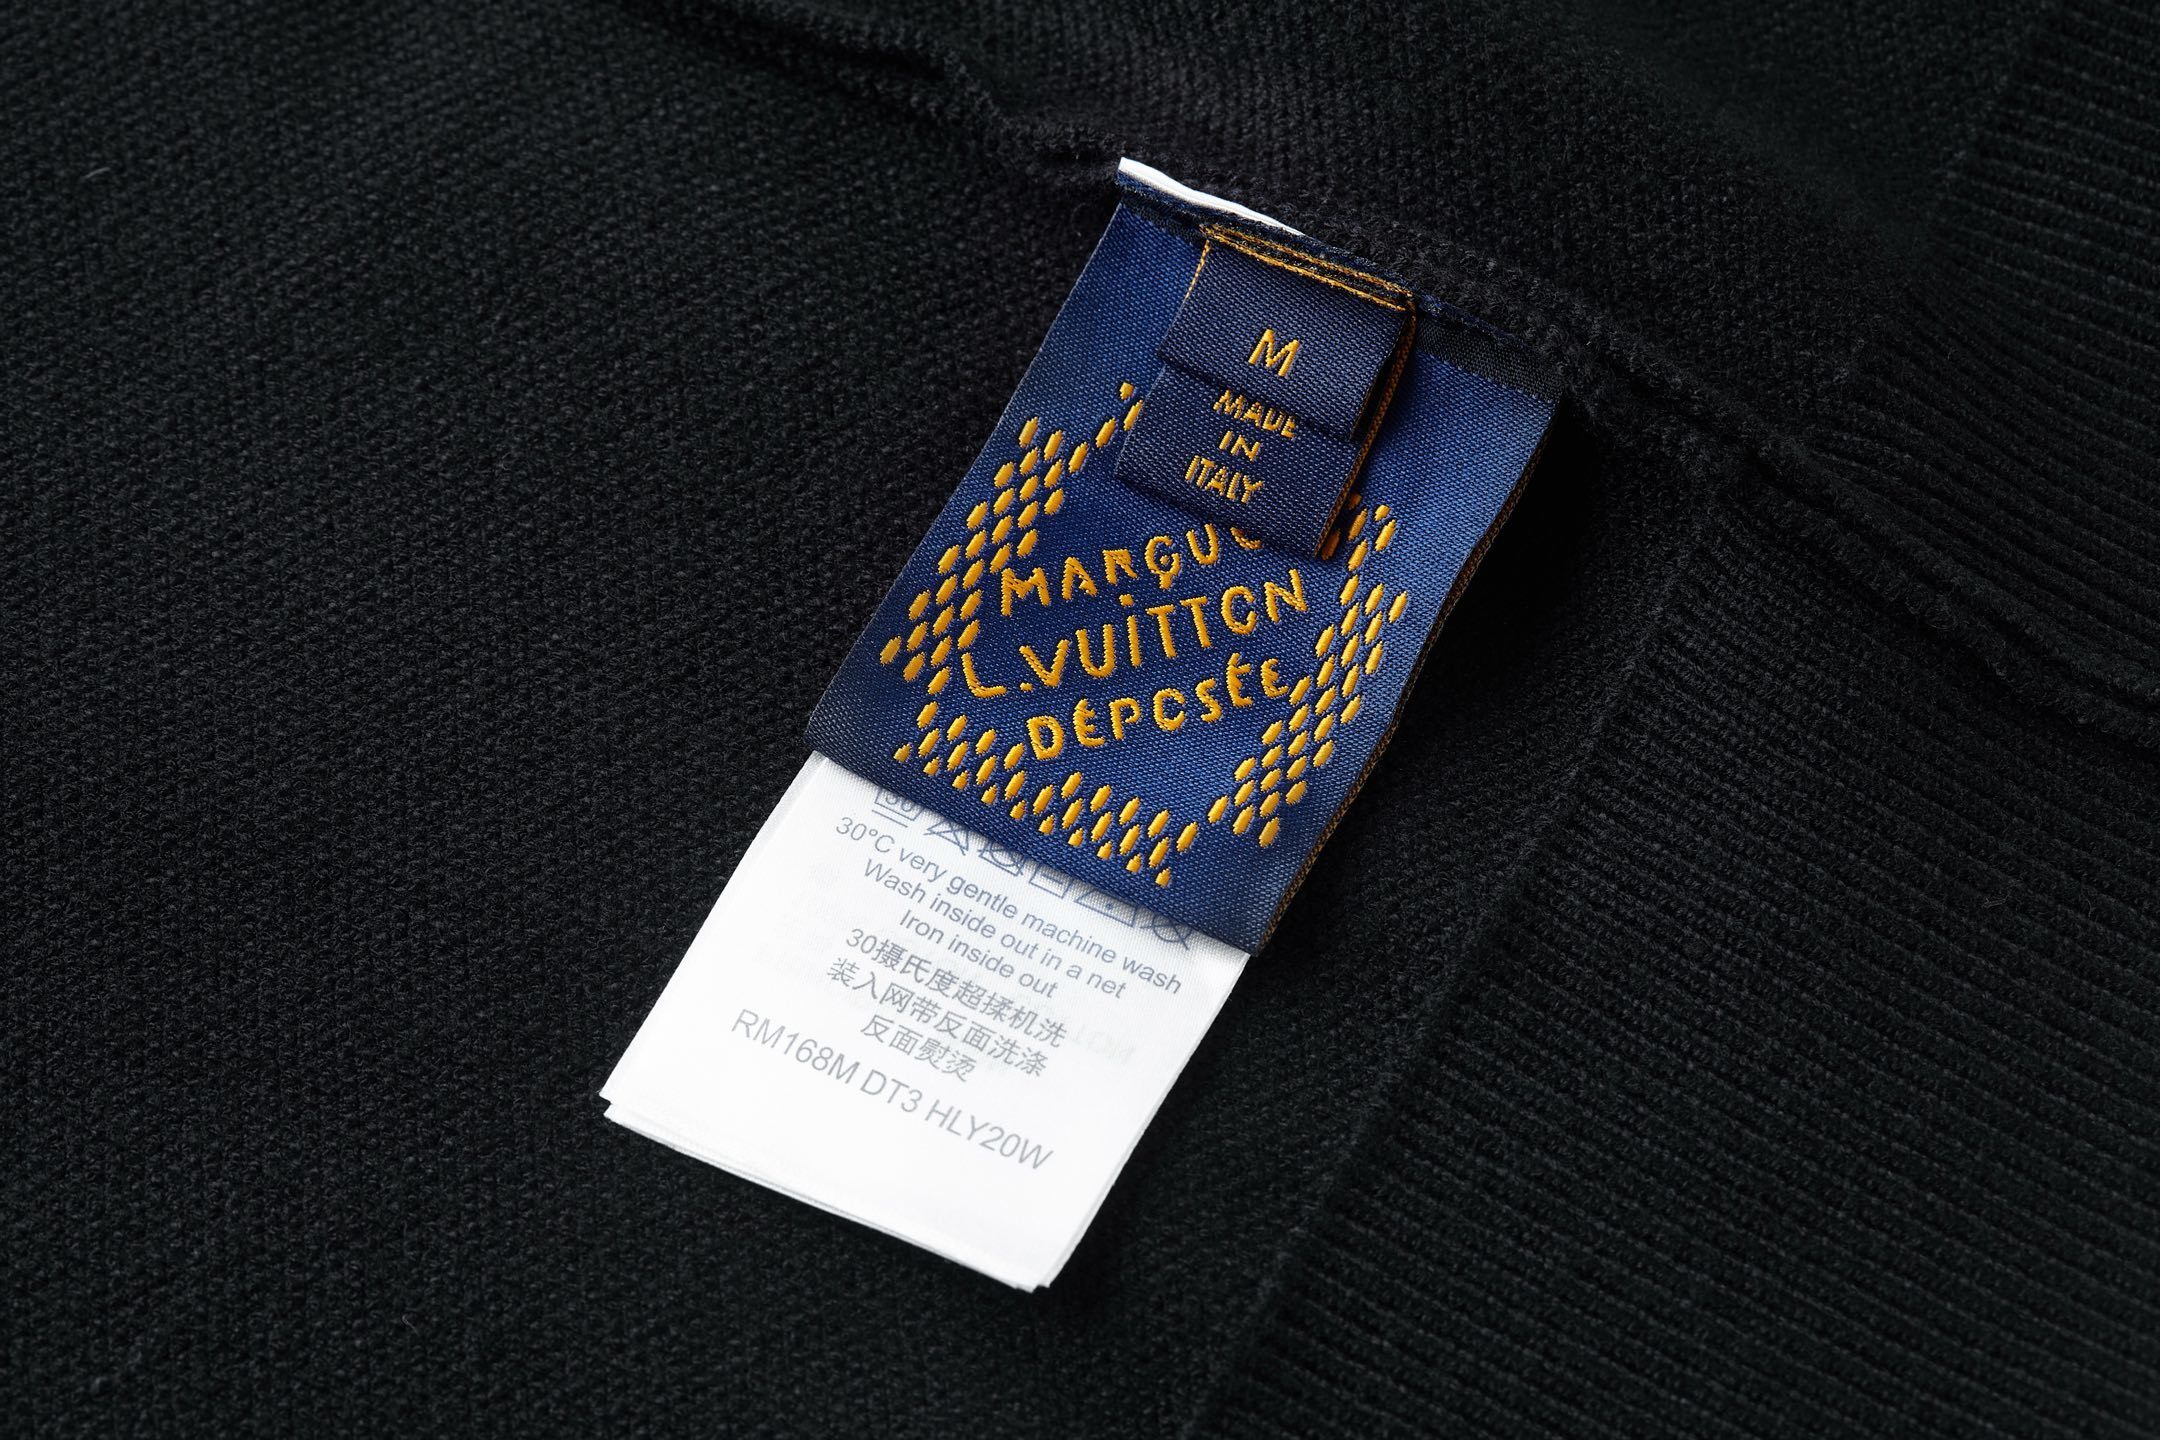 M
MADE
IN
ITALY
MARQUE
L.VUITTON
DÉPOSÉE
30
30°C very gentle machine wash
Wash inside out in a net
Iron inside out
30摄氏度超揉机洗
装入网带反面洗涤
反面熨烫
RM168M DT3 HLY20W